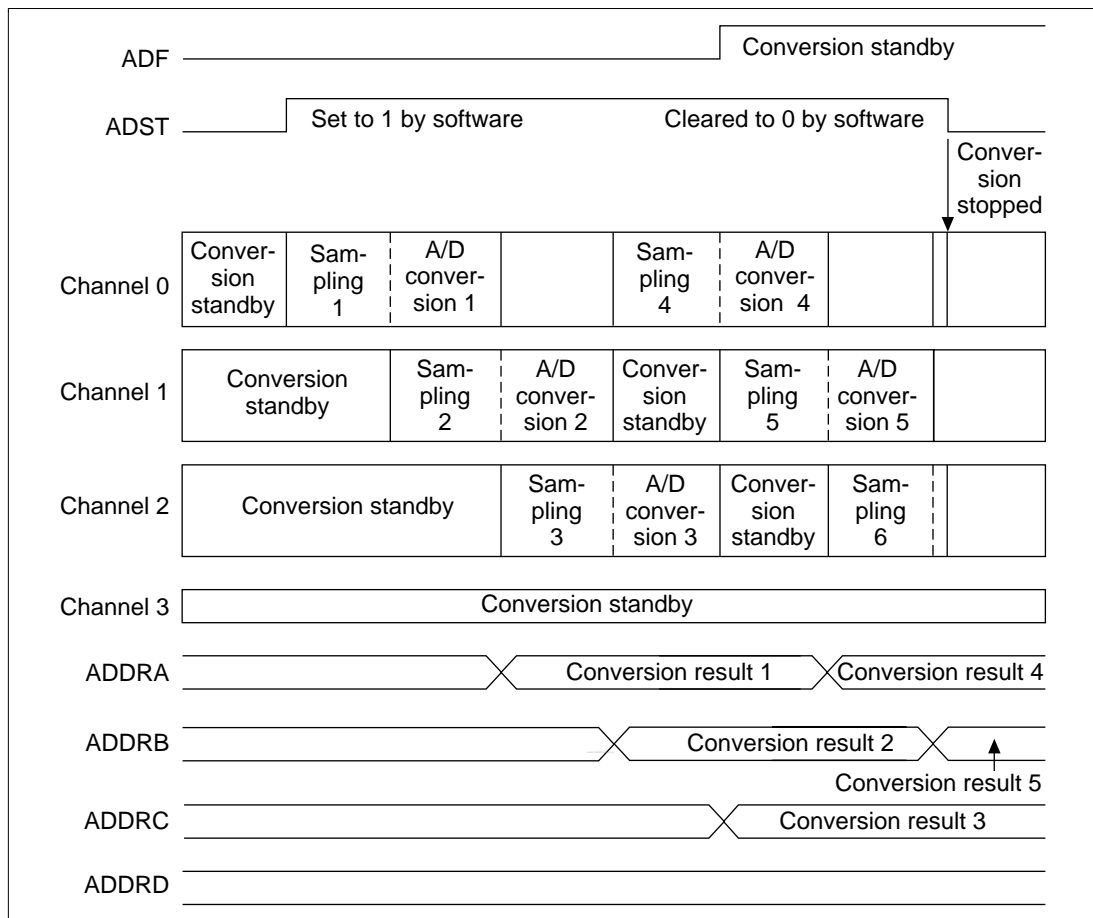 ADF
Conversion standby
ADST
Set to 1 by software
Cleared to 0 by software
Conver-
sion
stopped
Channel 0
Conver-
sion
standby
Sam-
pling
1
A/D
conver-
sion 1
Sam-
pling
4
A/D
conver-
sion 4
Channel 1
Conversion
standby
Sam-
pling
2
A/D
conver-
sion 2
Conver-
sion
standby
Sam-
pling
5
A/D
conver-
sion 5
Channel 2
Conversion standby
Sam-
pling
3
A/D
conver-
sion 3
Conver-
sion
standby
Sam-
pling
6
Channel 3
Conversion standby
ADDRA
Conversion result 1
Conversion result 4
ADDRB
Conversion result 2
Conversion result 5
ADDRC
Conversion result 3
ADDRD